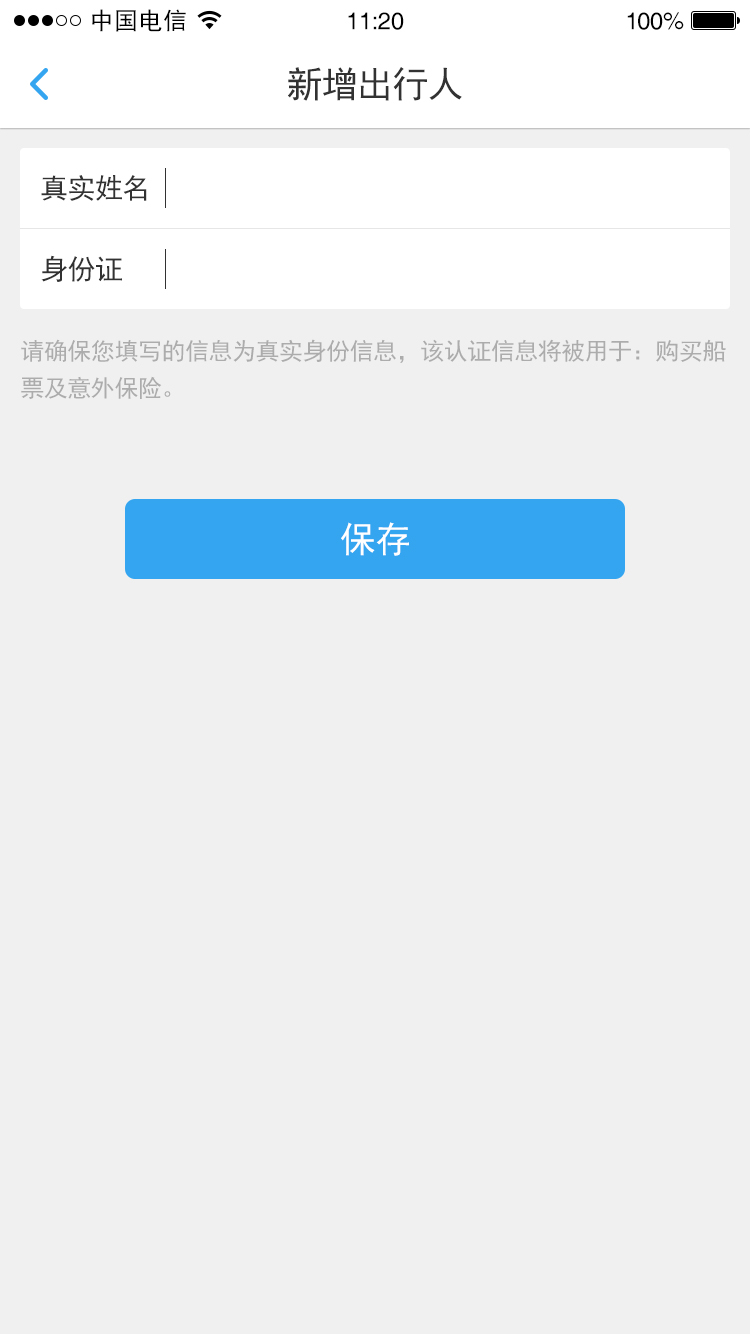 中国电信
11:20
100%
新增出行人
真实姓名
身份证
请确保您填写的信息为真实身份信息，该认证信息将被用于：购买船
票及意外保险。
保存